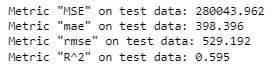 Metric "MSE" on test data: 280043.962
Metric "mae" on test data: 398.396
Metric "rmse" on test data: 529.192
Metric "R^2" on test data: 0.595